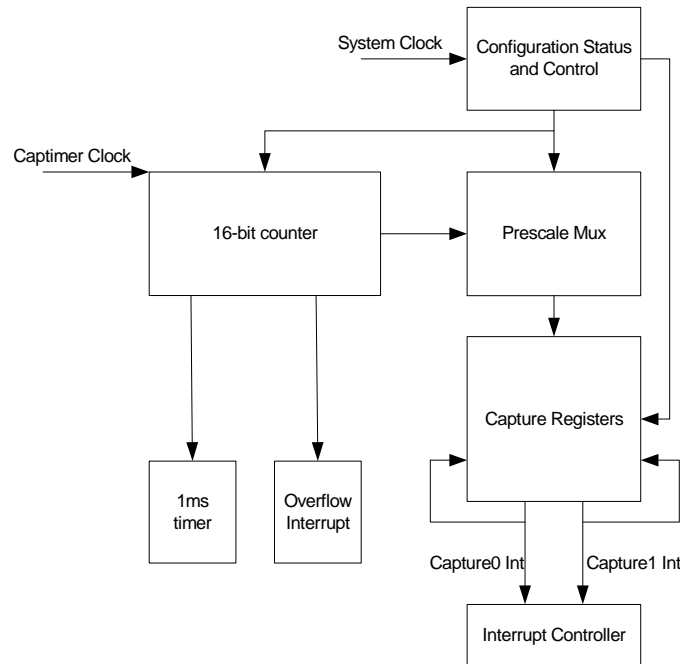 System Clock
Configuration Status
and Control
Captimer Clock
16-bit counter
Prescale Mux
Capture Registers
1ms
timer
Overflow
Interrupt
Capture0 Int
Capture1 Int
Interrupt Controller